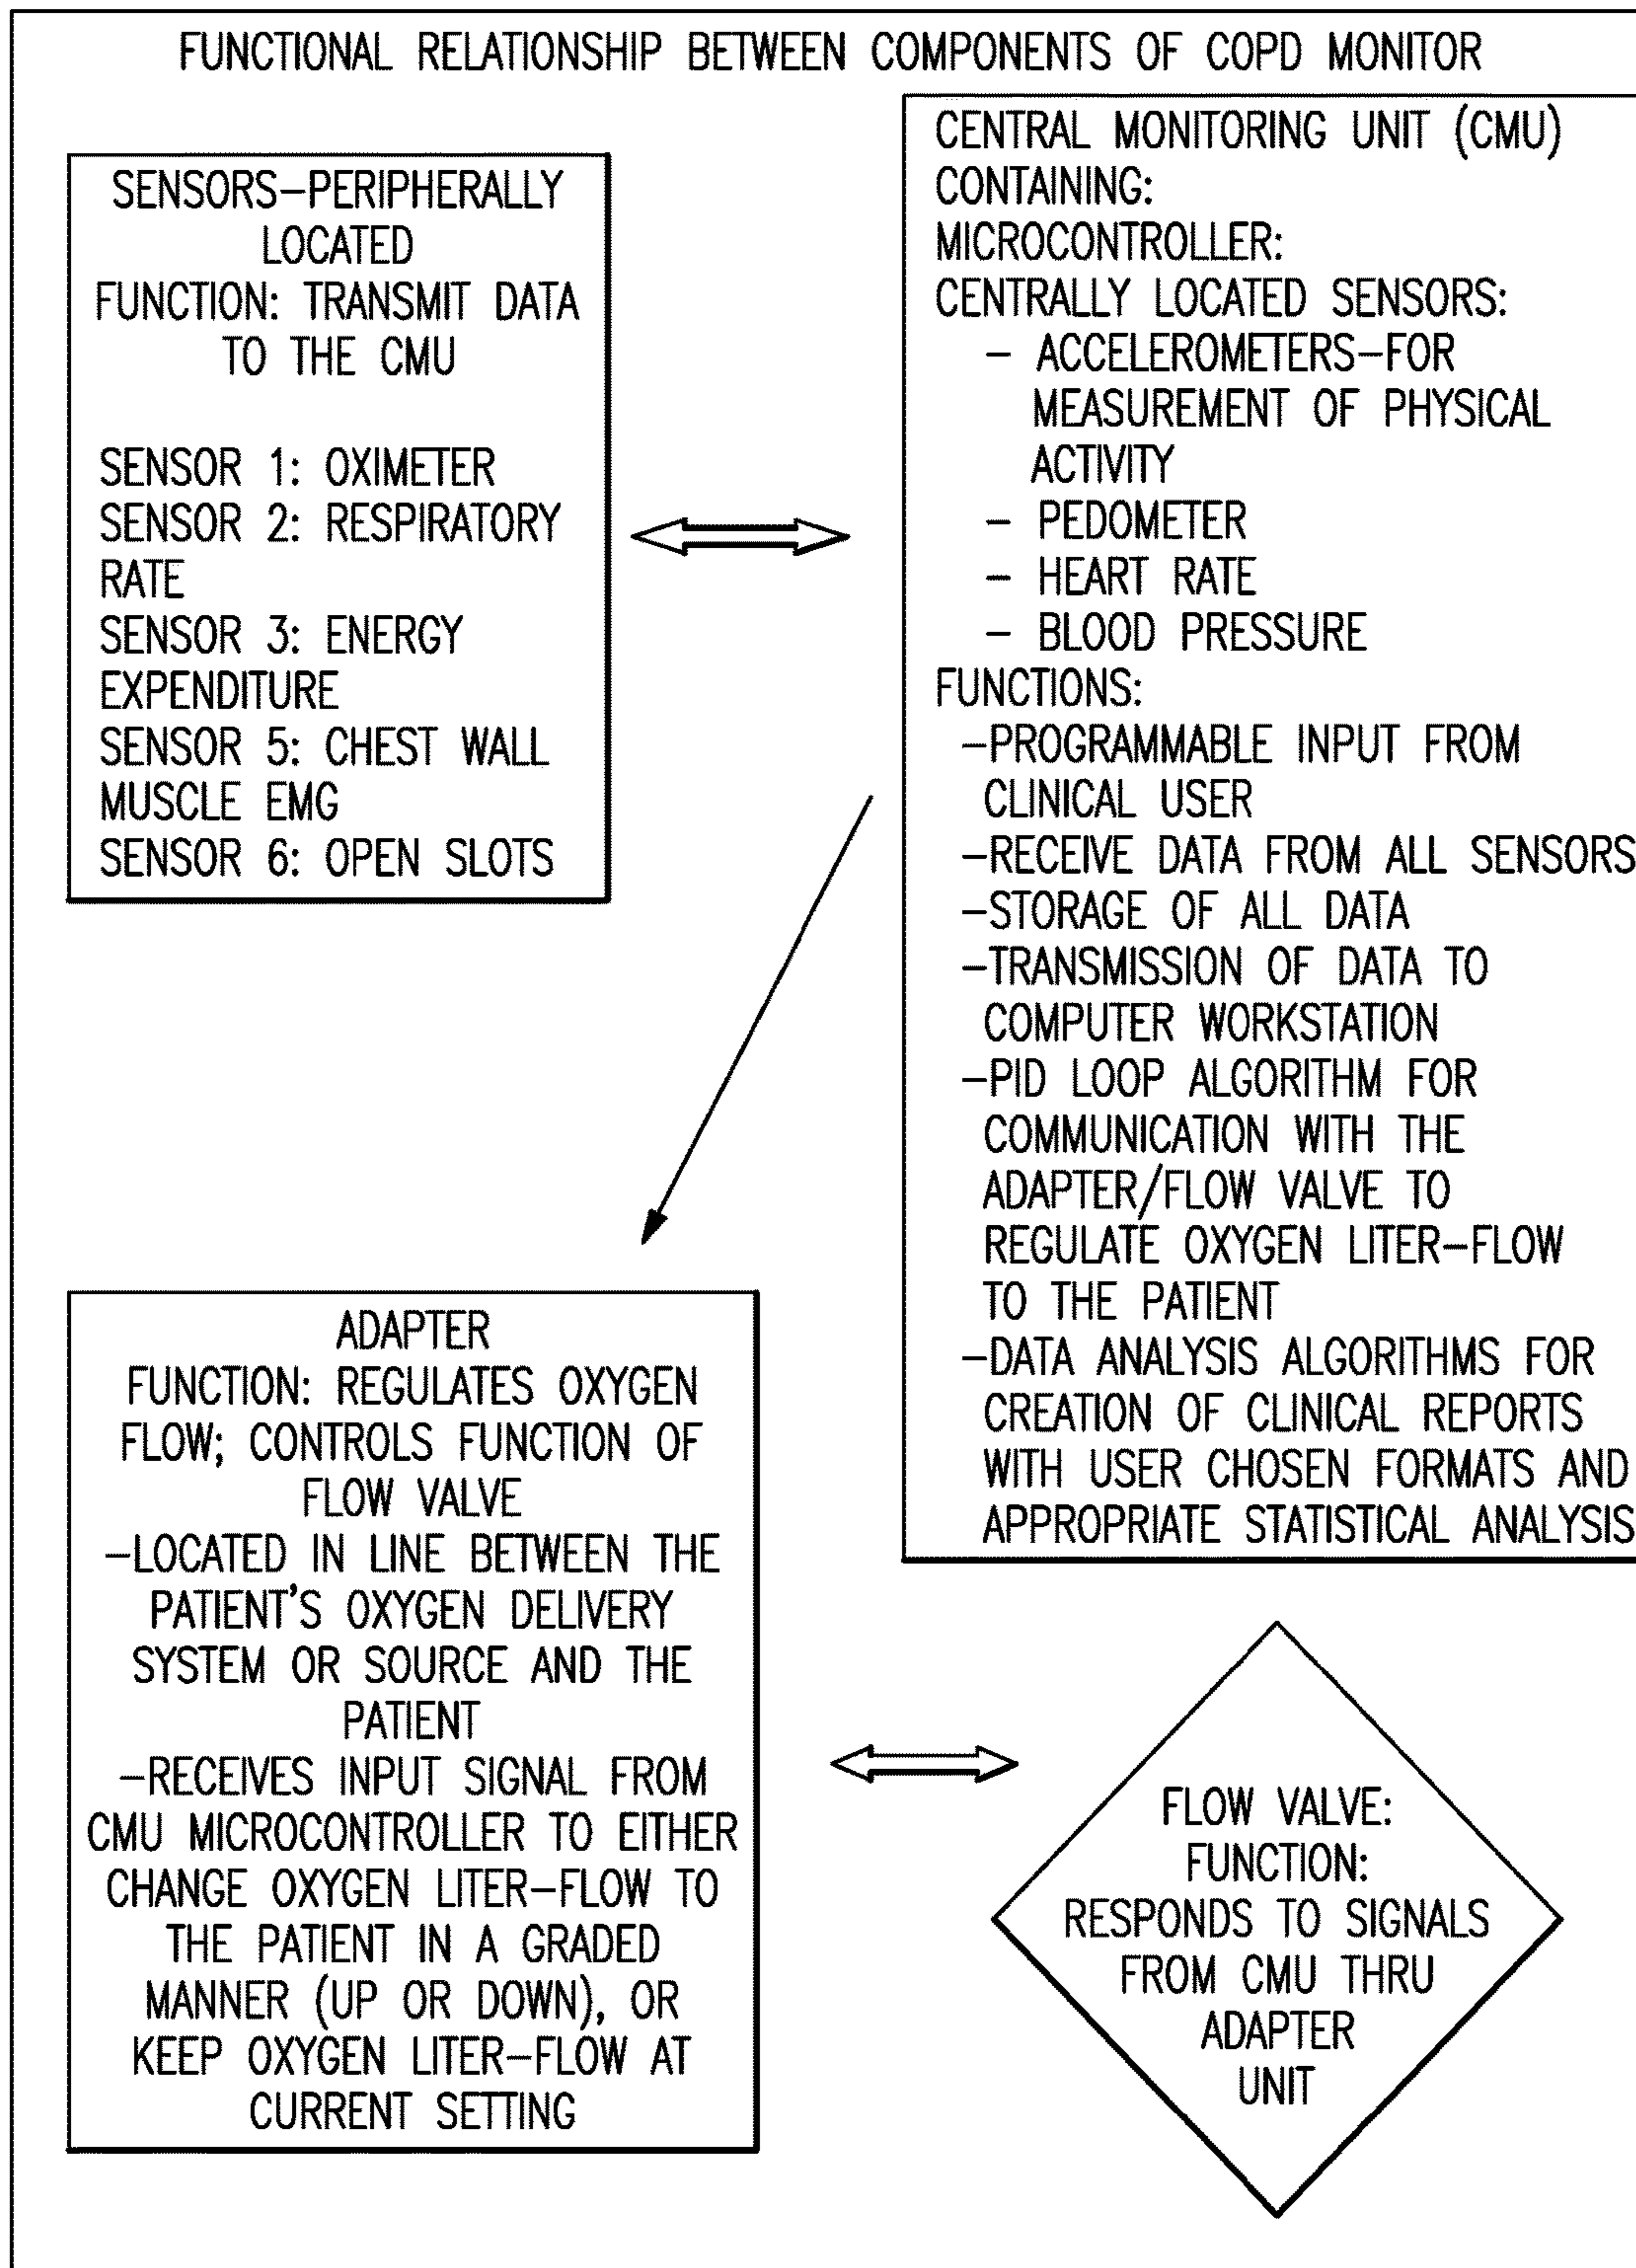 FUNCTIONAL RELATIONSHIP BETWEEN COMPONENTS OF COPD MONITOR
SENSORS-PERIPHERALLY
LOCATED
FUNCTION: TRANSMIT DATA
TO THE CMU
SENSOR 1: OXIMETER
SENSOR 2: RESPIRATORY
RATE
SENSOR 3: ENERGY
EXPENDITURE
SENSOR 5: CHEST WALL
MUSCLE EMG
SENSOR 6: OPEN SLOTS
CENTRAL MONITORING UNIT (CMU)
CONTAINING:
MICROCONTROLLER:
CENTRALLY LOCATED SENSORS:
- ACCELEROMETERS-FOR
MEASUREMENT OF PHYSICAL
ACTIVITY
- PEDOMETER
- HEART RATE
- BLOOD PRESSURE
FUNCTIONS:
-PROGRAMMABLE INPUT FROM
CLINICAL USER
-RECEIVE DATA FROM ALL SENSORS
-STORAGE OF ALL DATA
-TRANSMISSION OF DATA TO
COMPUTER WORKSTATION
-PID LOOP ALGORITHM FOR
COMMUNICATION WITH THE
ADAPTER/FLOW VALVE TO
REGULATE OXYGEN LITER-FLOW
TO THE PATIENT
-DATA ANALYSIS ALGORITHMS FOR
CREATION OF CLINICAL REPORTS
WITH USER CHOSEN FORMATS AND
APPROPRIATE STATISTICAL ANALYSIS
ADAPTER
FUNCTION: REGULATES OXYGEN
FLOW; CONTROLS FUNCTION OF
FLOW VALVE
-LOCATED IN LINE BETWEEN THE
PATIENT'S OXYGEN DELIVERY
SYSTEM OR SOURCE AND THE
PATIENT
-RECEIVES INPUT SIGNAL FROM
CMU MICROCONTROLLER TO EITHER
CHANGE OXYGEN LITER-FLOW TO
THE PATIENT IN A GRADED
MANNER (UP OR DOWN), OR
KEEP OXYGEN LITER-FLOW AT
CURRENT SETTING
FLOW VALVE:
FUNCTION:
RESPONDS TO SIGNALS
FROM CMU THRU
ADAPTER
UNIT